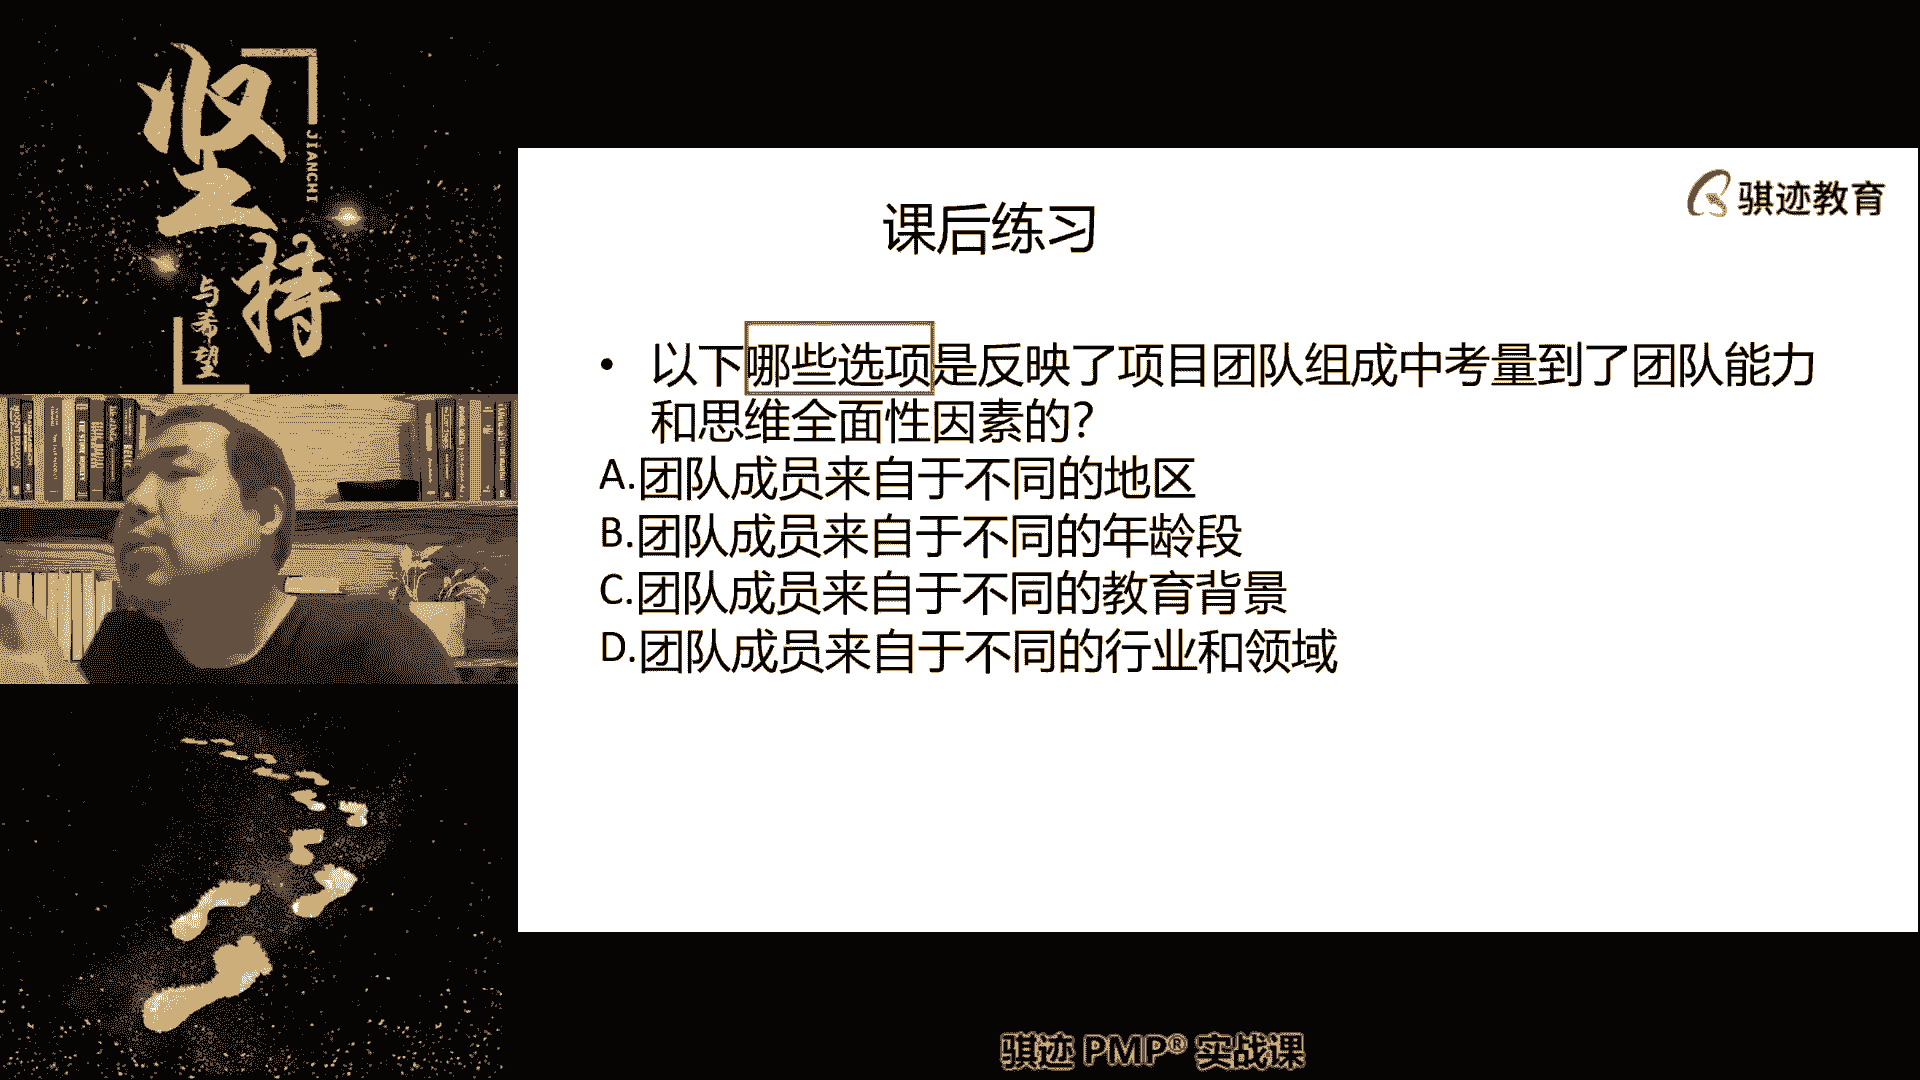 坚持
JIANCHI
与希望
骐迹教育
课后练习
• 以下哪些选项是反映了项目团队组成中考量到了团队能力
和思维全面性因素的?
A.团队成员来自于不同的地区
B.团队成员来自于不同的年龄段
C.团队成员来自于不同的教育背景
D.团队成员来自于不同的行业和领域
骐迹 PMP® 实战课